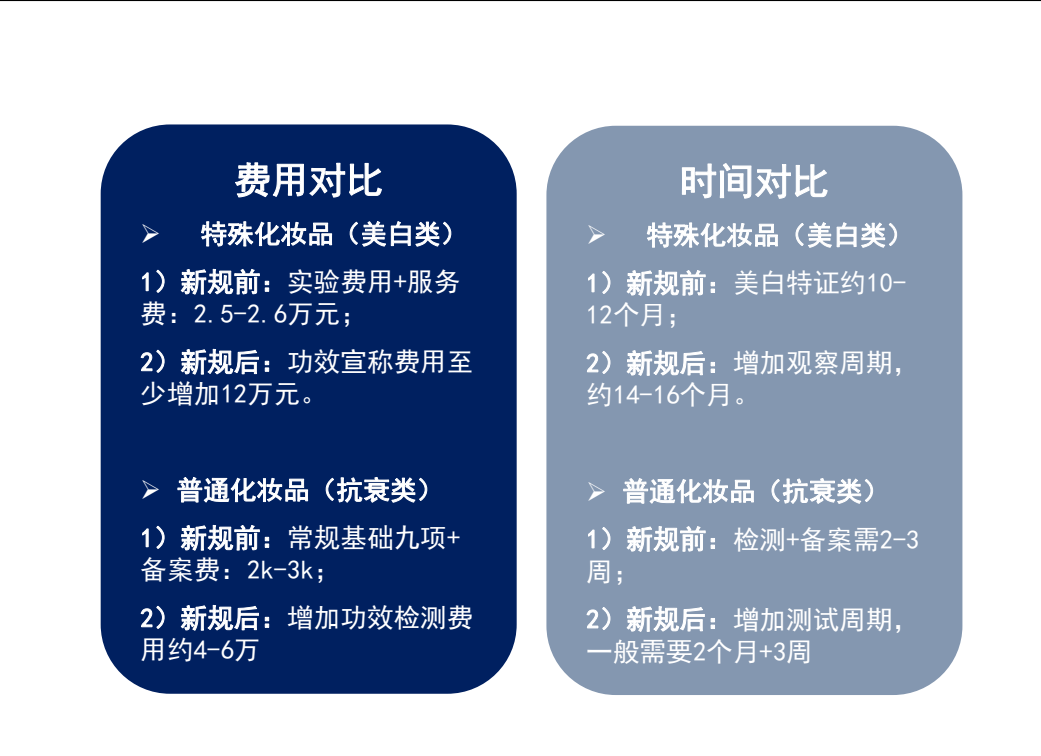 费用对比
➢ 特殊化妆品（美白类）
1）新规前：实验费用+服务
费：2.5-2.6万元；
2）新规后：功效宣称费用至
少增加12万元。
➢ 普通化妆品（抗衰类）
1）新规前：常规基础九项+
备案费：2k-3k；
2）新规后：增加功效检测费
用约4-6万
时间对比
➢ 特殊化妆品（美白类）
1）新规前：美白特证约10-
12个月；
2）新规后：增加观察周期，
约14-16个月。
➢ 普通化妆品（抗衰类）
1）新规前：检测+备案需2-3
周；
2）新规后：增加测试周期，
一般需要2个月+3周